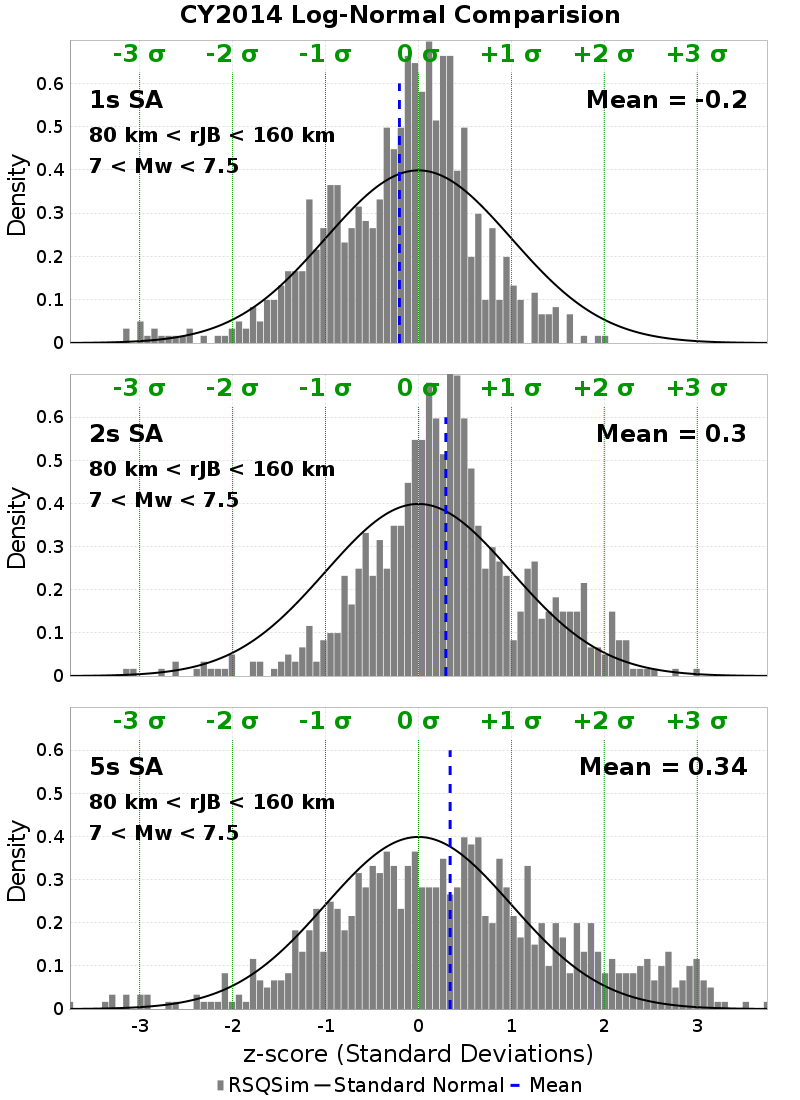 CY2014 Log-Normal Comparision
-3 σ -2 σ -1 σ 0 σ +1 σ +2 σ +3 σ
1s SA
Mean = -0.2
80 km < rJB < 160 km
7 < Mw < 7.5
0.6
0.5
0.4
0.3
0.2
0.1
0
Density
-3 σ -2 σ -1 σ 0 σ +1 σ +2 σ +3 σ
2s SA
Mean = 0.3
80 km < rJB < 160 km
7 < Mw < 7.5
0.6
0.5
0.4
0.3
0.2
0.1
0
Density
-3 σ -2 σ -1 σ 0 σ +1 σ +2 σ +3 σ
5s SA
Mean = 0.34
80 km < rJB < 160 km
7 < Mw < 7.5
0.6
0.5
0.4
0.3
0.2
0.1
0
Density
-3 -2 -1 0 1 2 3
z-score (Standard Deviations)
RSQSim Standard Normal Mean